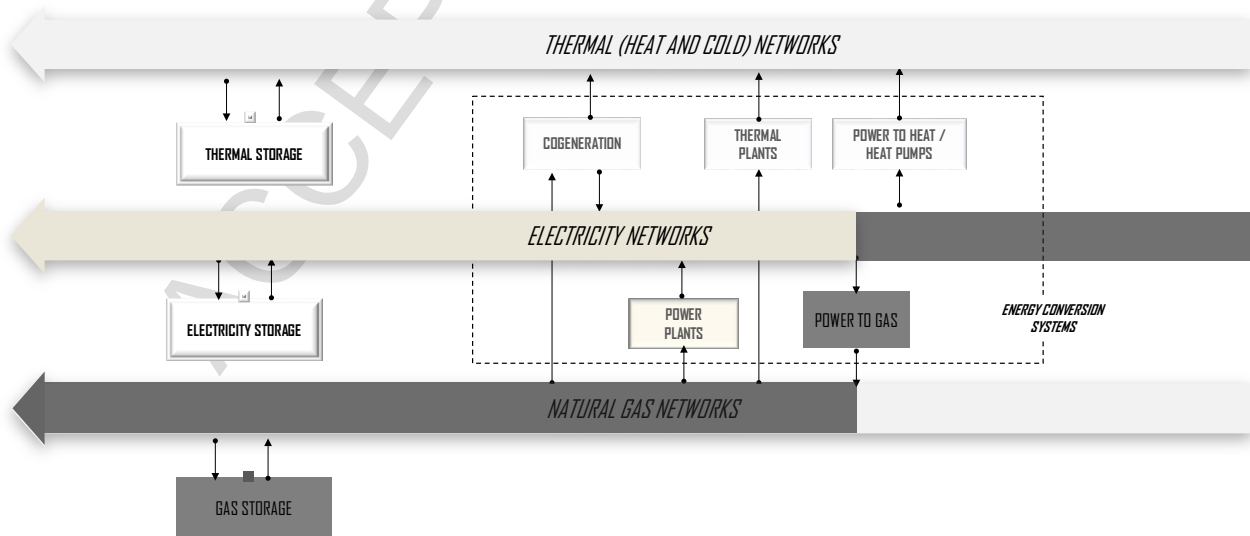 THERMAL (HEAT AND COLD) NETWORKS
COGENERATION
THERMAL
PLANTS
POWER TO HEAT /
HEAT PUMPS
THERMAL STORAGE
ELECTRICITY NETWORKS
ELECTRICITY STORAGE
POWER
PLANTS
POWER TO GAS
ENERGY CONVERSION
SYSTEMS
NATURAL GAS NETWORKS
GAS STORAGE